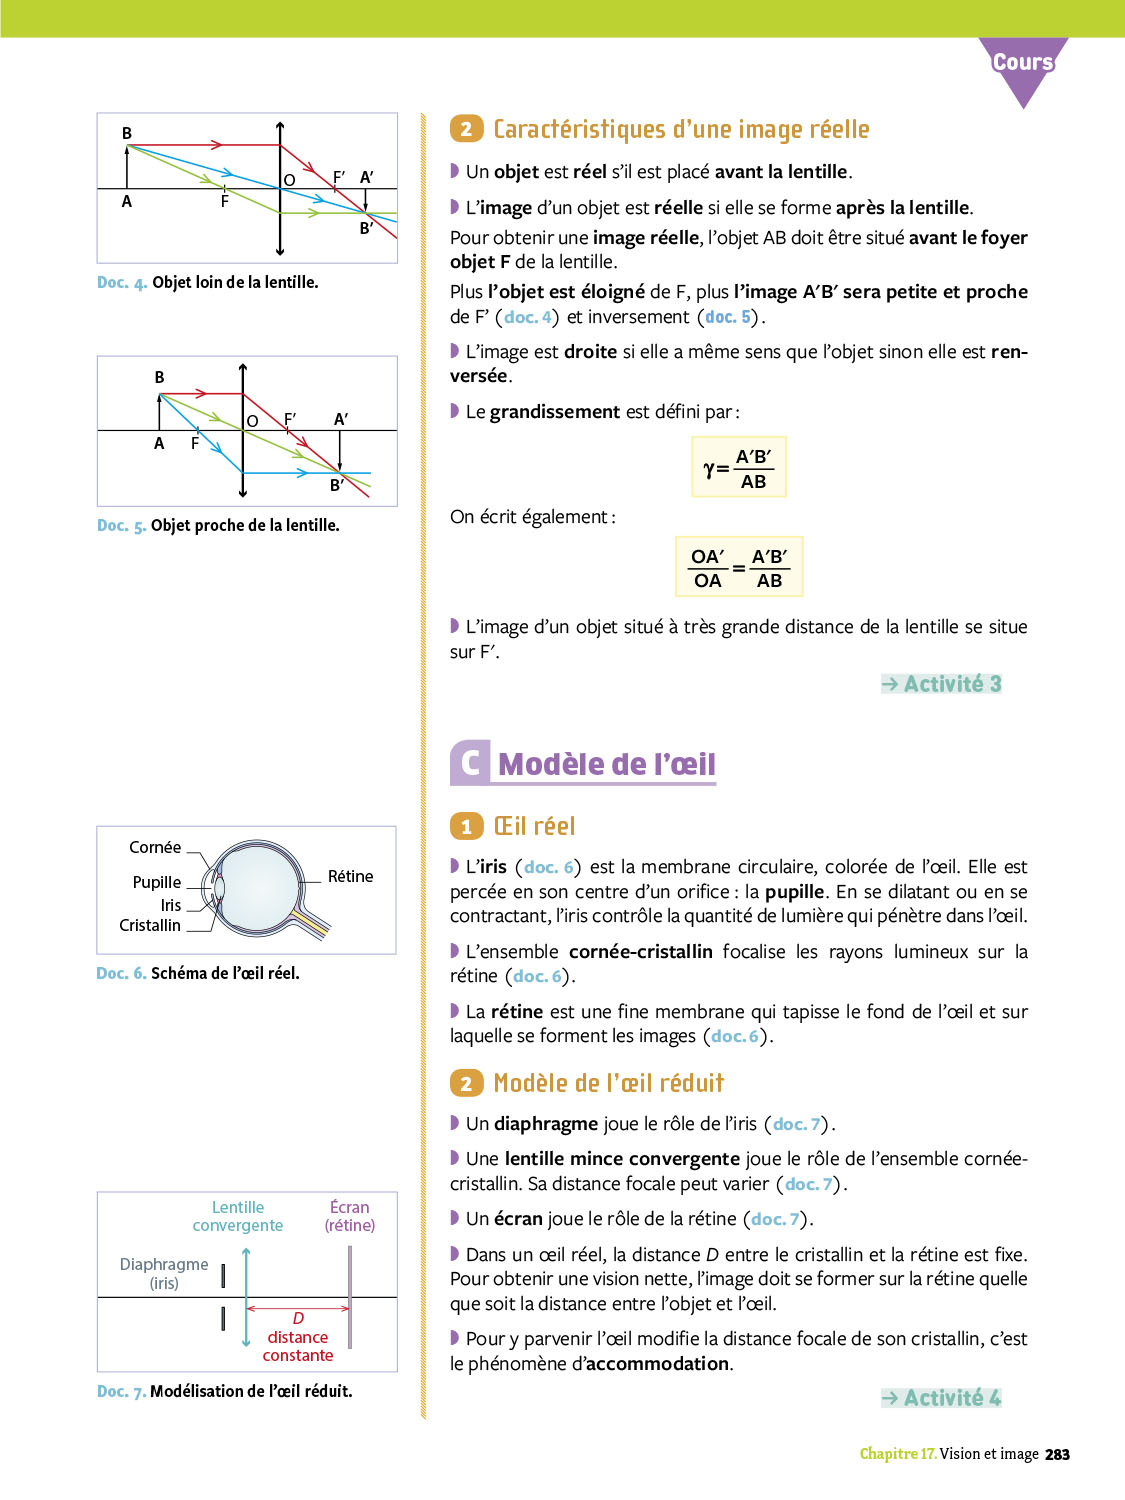 Cours
B
O
F′
A′
A
F
B′
Doc. 4. Objet loin de la lentille.
B
O
F′
A′
A
F
B′
Doc. 5. Objet proche de la lentille.
2 Caractéristiques d’une image réelle
Un objet est réel s’il est placé avant la lentille.
L’image d’un objet est réelle si elle se forme après la lentille.
Pour obtenir une image réelle, l’objet AB doit être situé avant le foyer
objet F de la lentille.
Plus l’objet est éloigné de F, plus l’image A′B′ sera petite et proche
de F’ (doc. 4) et inversement (doc. 5).
L’image est droite si elle a même sens que l’objet sinon elle est ren-
versée.
Le grandissement est défini par :
γ = A′B′ / AB
On écrit également :
OA′ / OA = A′B′ / AB
L’image d’un objet situé à très grande distance de la lentille se situe
sur F′.
→ Activité 3
C Modèle de l’œil
Cornée
Pupille
Iris
Cristallin
Rétine
Doc. 6. Schéma de l’œil réel.
1 Œil réel
L’iris (doc. 6) est la membrane circulaire, colorée de l’œil. Elle est
percée en son centre d’un orifice : la pupille. En se dilatant ou en se
contractant, l’iris contrôle la quantité de lumière qui pénètre dans l’œil.
L’ensemble cornée-cristallin focalise les rayons lumineux sur la
rétine (doc. 6).
La rétine est une fine membrane qui tapisse le fond de l’œil et sur
laquelle se forment les images (doc. 6).
2 Modèle de l’œil réduit
Un diaphragme joue le rôle de l’iris (doc. 7).
Une lentille mince convergente joue le rôle de l’ensemble cornée-
cristallin. Sa distance focale peut varier (doc. 7).
Un écran joue le rôle de la rétine (doc. 7).
Dans un œil réel, la distance D entre le cristallin et la rétine est fixe.
Pour obtenir une vision nette, l’image doit se former sur la rétine quelle
que soit la distance entre l’objet et l’œil.
Pour y parvenir l’œil modifie la distance focale de son cristallin, c’est
le phénomène d’accommodation.
→ Activité 4
Lentille
convergente
Écran
(rétine)
Diaphragme
(iris)
D
distance
constante
Doc. 7. Modélisation de l’œil réduit.
Chapitre 17. Vision et image 283